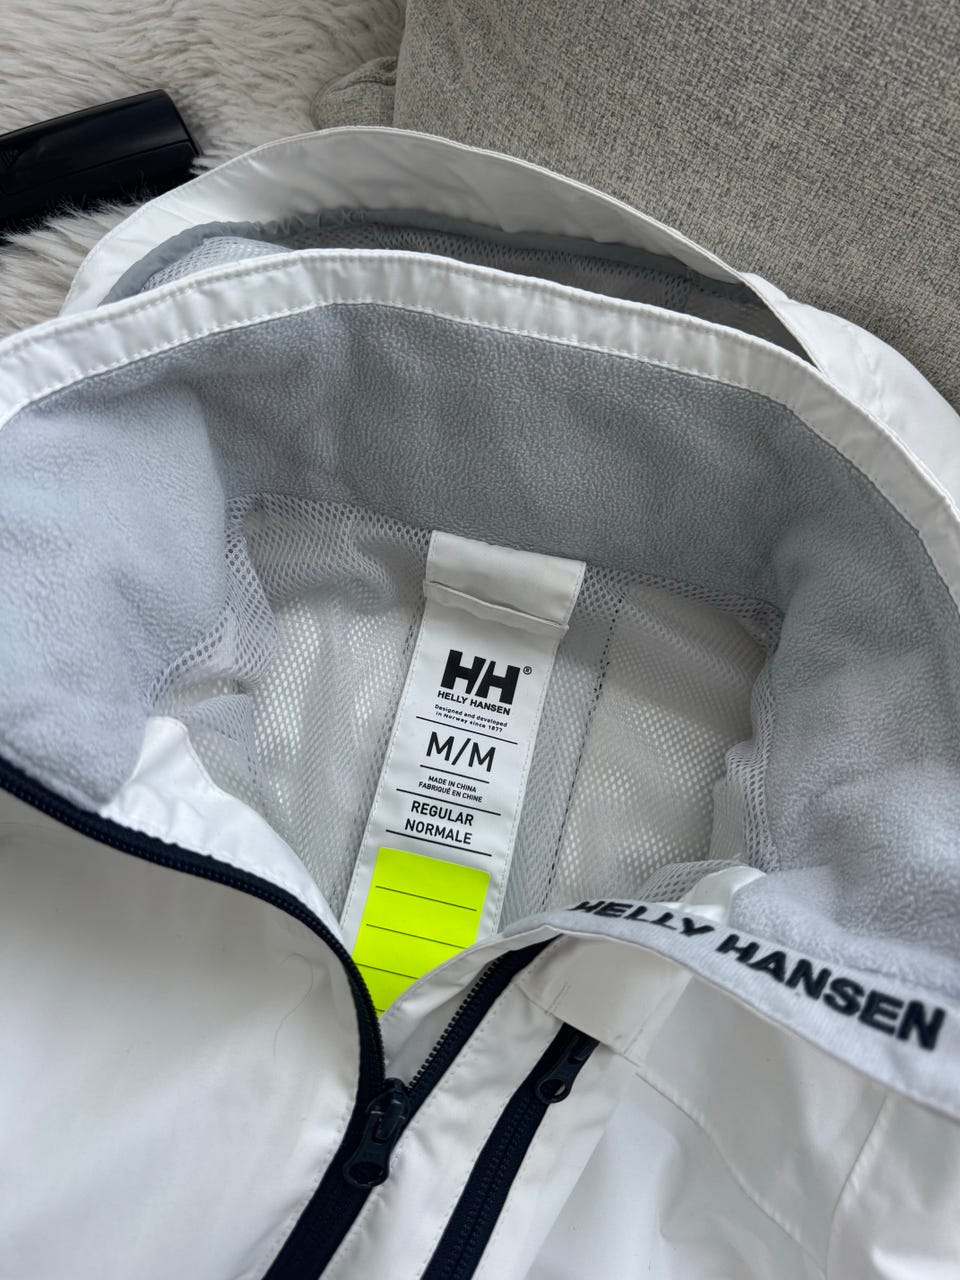 HH®
HELLY HANSEN
Designed and developed
in Norway since 1877
M/M
MADE IN CHINA
FABRIQUÉ EN CHINE
REGULAR
NORMALE
HELLY HANSEN